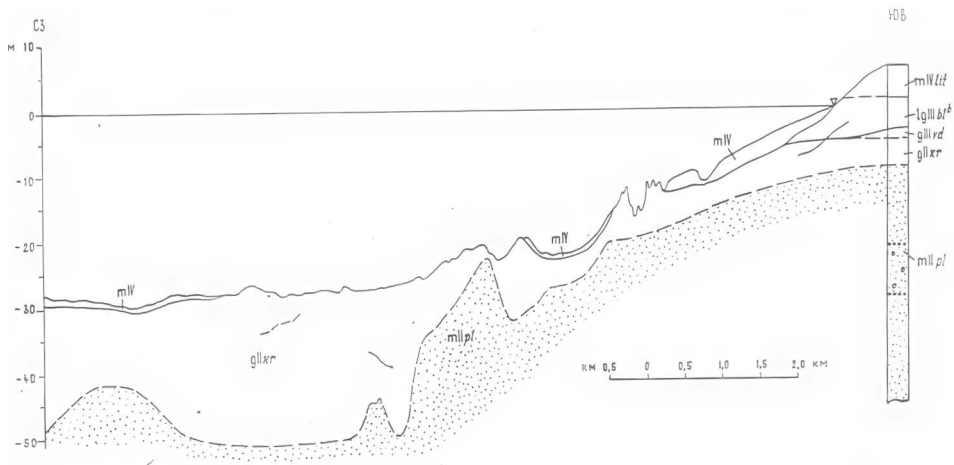 СЗ
ЮВ
м 10
0
-10
-20
-30
-40
-50
mIV lit
lgIII bl b
gIII vd
gII kr
mIV
mIV
mII pl
mIV
gII kr
mII pl
км 0,5 0 0,5 1,0 1,5 2,0 км